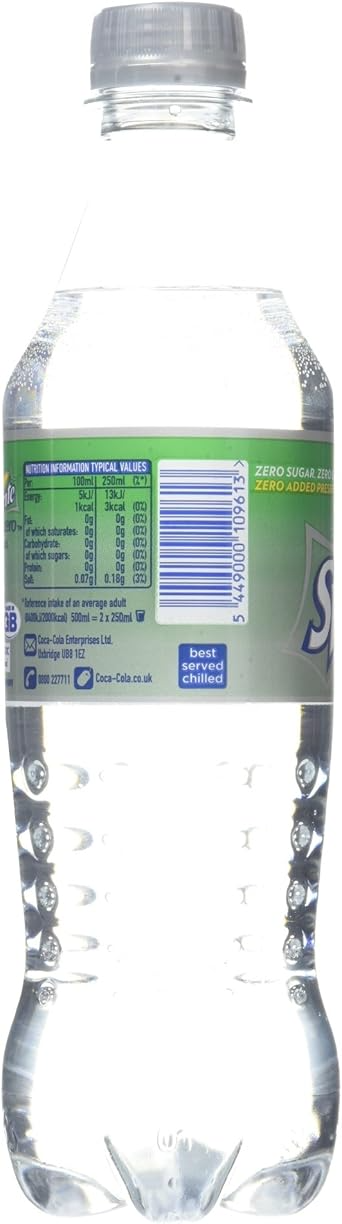 NUTRITION INFORMATION TYPICAL VALUES
Per: 100ml 250ml (%*)
Energy: 5kJ/ 13kJ/
1kcal 3kcal (0%)
Fat: 0g 0g (0%)
of which saturates: 0g 0g (0%)
Carbohydrate: 0g 0g (0%)
of which sugars: 0g 0g (0%)
Protein: 0g 0g (0%)
Salt: 0.07g 0.18g (3%)
*Reference intake of an average adult
(8400kJ/2000kcal) 500ml = 2 x 250ml
Coca-Cola Enterprises Ltd.
Uxbridge UB8 1EZ
0800 227711 Coca-Cola.co.uk
GB
5 449000 109613
best
served
chilled
ZERO SUGAR. ZERO
ZERO ADDED